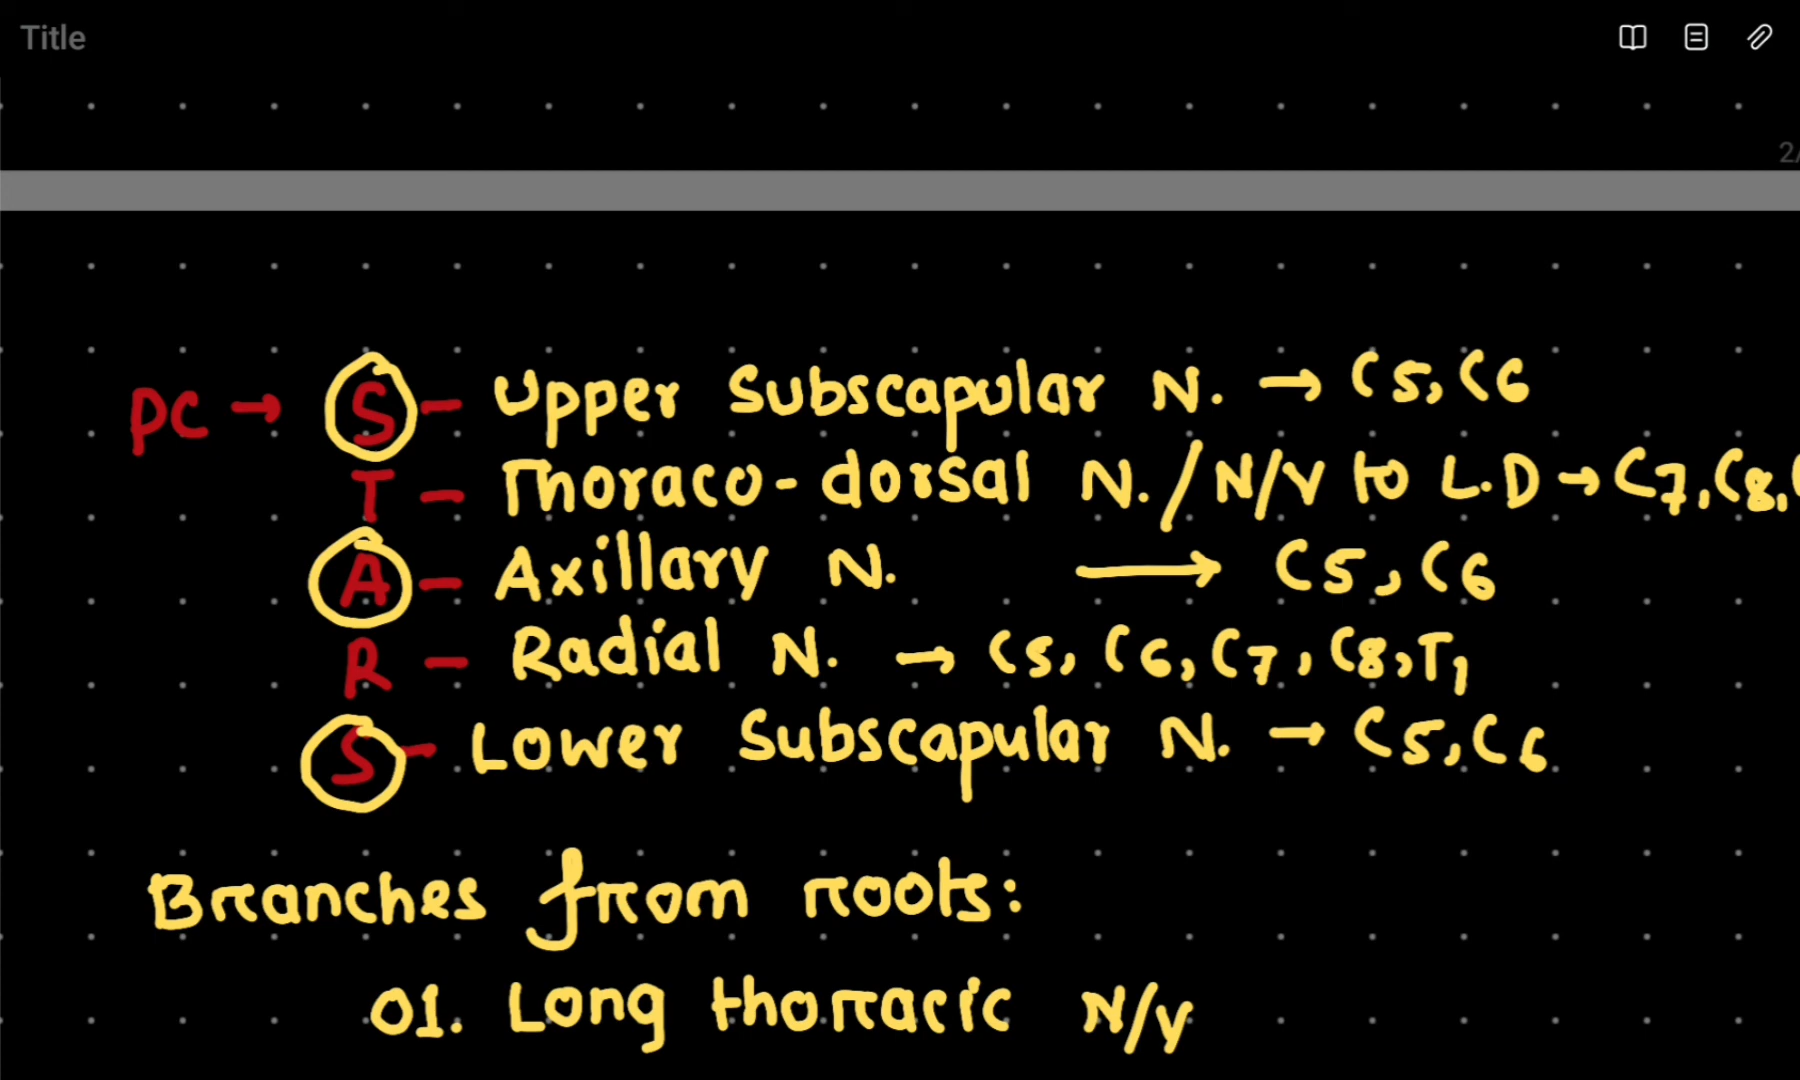 Title
2/
PC → S - Upper Subscapular N. → C5, C6
T - Thoraco-dorsal N./N/V to L.D → C7, C8,
A - Axillary N. → C5, C6
R - Radial N. → C5, C6, C7, C8, T1
S - Lower Subscapular N. → C5, C6
Branches from roots:
01. Long thoracic N/V